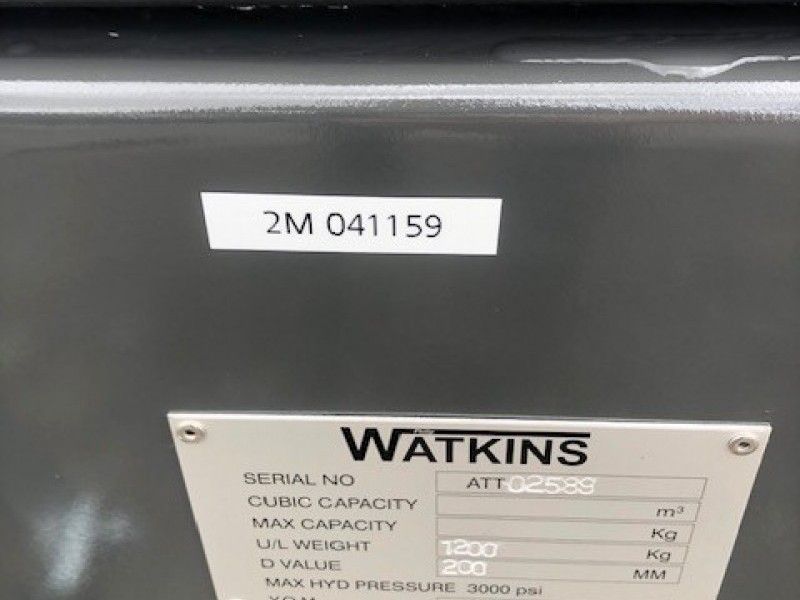 2M 041159
WATKINS
SERIAL NO ATT 02589
CUBIC CAPACITY m³
MAX CAPACITY Kg
U/L WEIGHT 1200 Kg
D VALUE 200 MM
MAX HYD PRESSURE 3000 psi